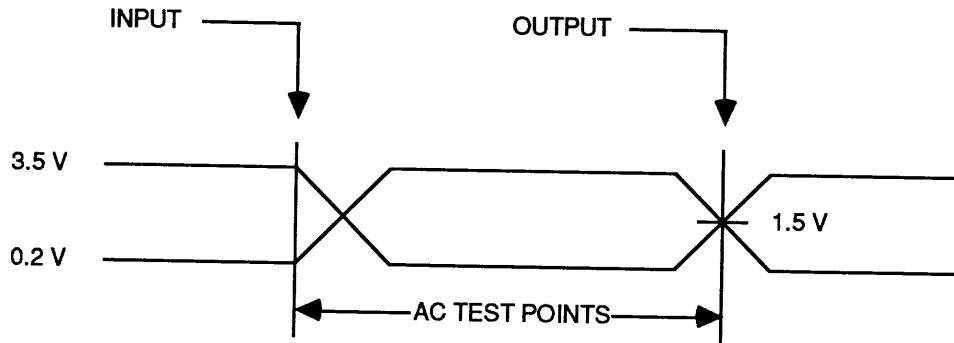 INPUT
OUTPUT
3.5 V
0.2 V
1.5 V
AC TEST POINTS